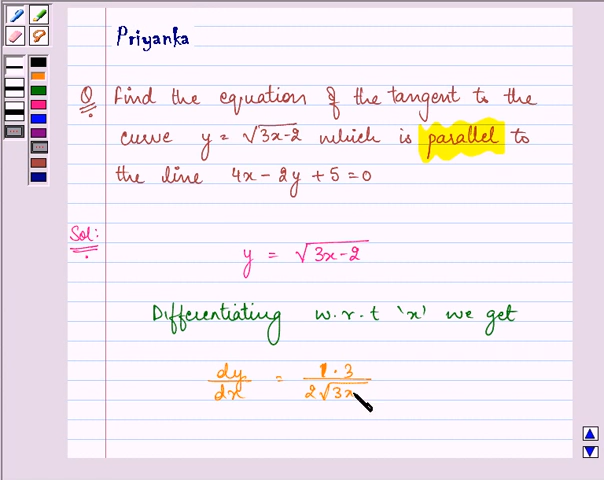 Priyanka
Q Find the equation of the tangent to the
curve y = √3x-2 which is parallel to
the line 4x - 2y + 5 = 0
Sol:
y = √3x-2
Differentiating w.r.t 'x' we get
dy/dx = 1·3/2√3x